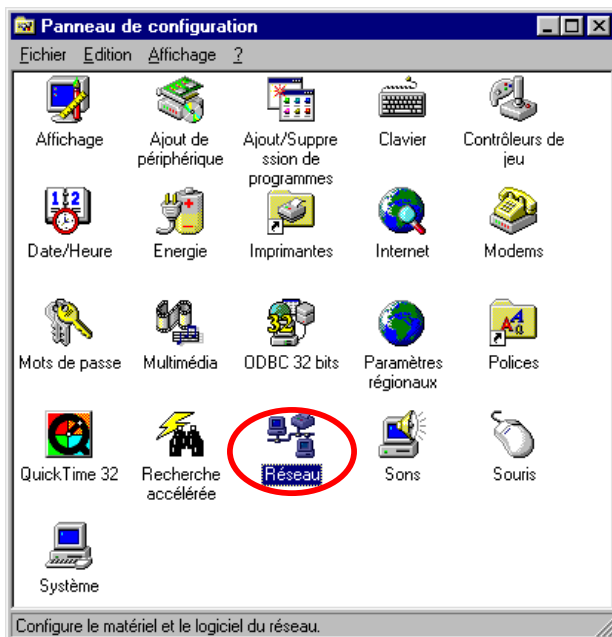 Panneau de configuration
Fichier Edition Affichage ?
Affichage
Ajout de
périphérique
Ajout/Suppre
ssion de
programmes
Clavier
Contrôleurs de
jeu
Date/Heure
Energie
Imprimantes
Internet
Modems
Mots de passe
Multimédia
ODBC 32 bits
Paramètres
régionaux
Polices
QuickTime 32
Recherche
accélérée
Réseau
Sons
Souris
Système
Configure le matériel et le logiciel du réseau.